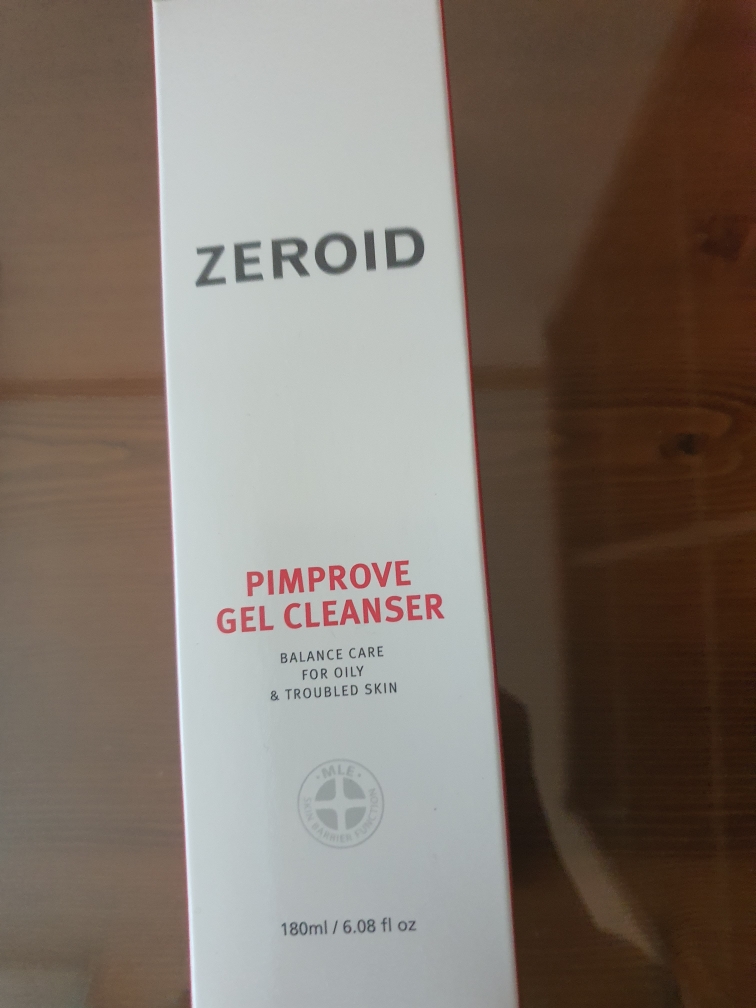 ZEROID
PIMPROVE
GEL CLEANSER
BALANCE CARE
FOR OILY
& TROUBLED SKIN
·MLE·
SKIN BARRIER FUNCTION
180ml / 6.08 fl oz